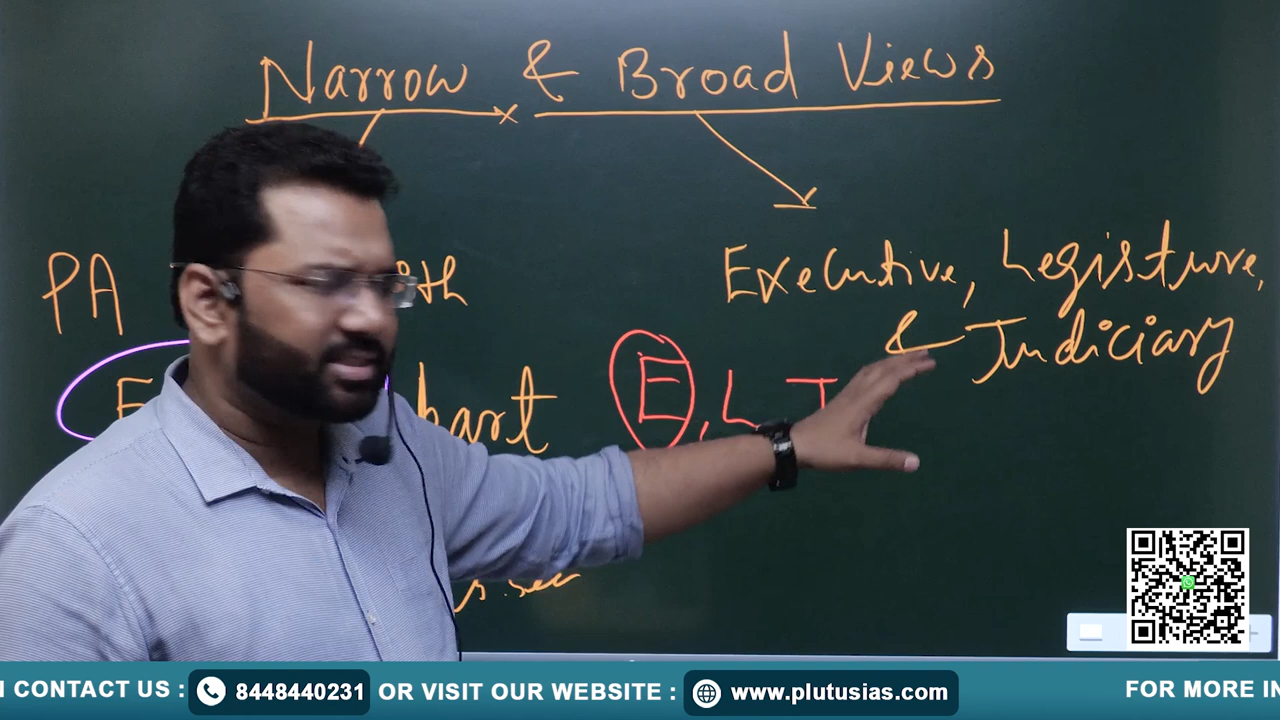 Narrow & Broad Views
PA
Executive, Legisture,
& Judiciary
E, L
CONTACT US : 8448440231 OR VISIT OUR WEBSITE : www.plutusias.com FOR MORE